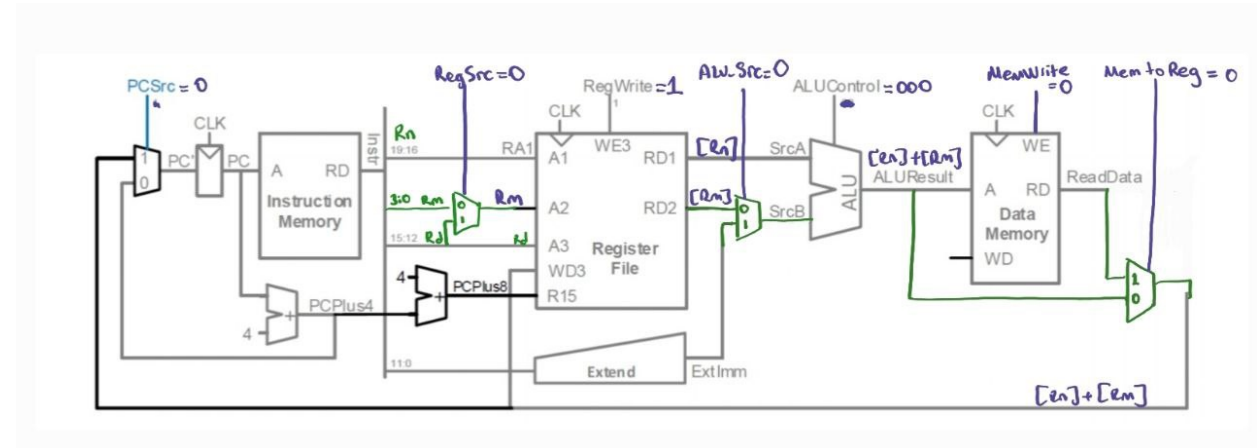 PCSrc = 0
RegSrc=0
RegWrite=1
1
ALUSrc=0
ALUControl=000
MemWrite
=0
MemtoReg = 0
CLK
CLK
CLK
Instr
Rn
19:16
RA1
A1
WE3
RD1
[Rn]
SrcA
[Rn]+[Rm]
ALUResult
WE
ReadData
1
0
PC'
PC
A
RD
Instruction
Memory
3:0 Rm
0
1
Rm
A2
RD2
[Rm]
0
1
SrcB
ALU
A
RD
Data
Memory
15:12 Rd
Rd
A3
Register
File
WD3
R15
WD
4
+
PCPlus8
PCPlus4
+
4
1
0
11:0
Extend
ExtImm
[Rn]+[Rm]